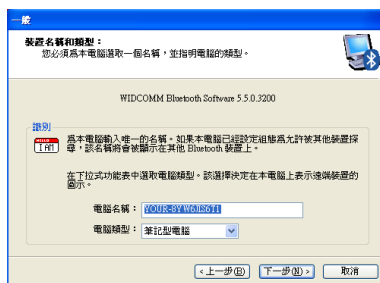 一般
裝置名稱和類型：
您必須為本電腦選取一個名稱，並指明電腦的類型。
WIDCOMM Bluetooth Software 5.5.0.3200
識別
HELLO
I AM
為本電腦輸入唯一的名稱。如果本電腦已經設定組態為允許被其他裝置探
尋，該名稱將會被顯示在其他 Bluetooth 裝置上。
在下拉式功能表中選取電腦類型。該選擇決定在本電腦上表示遠端裝置的
圖示。
電腦名稱：
電腦類型： 筆記型電腦
<上一步(B) 下一步(N)> 取消